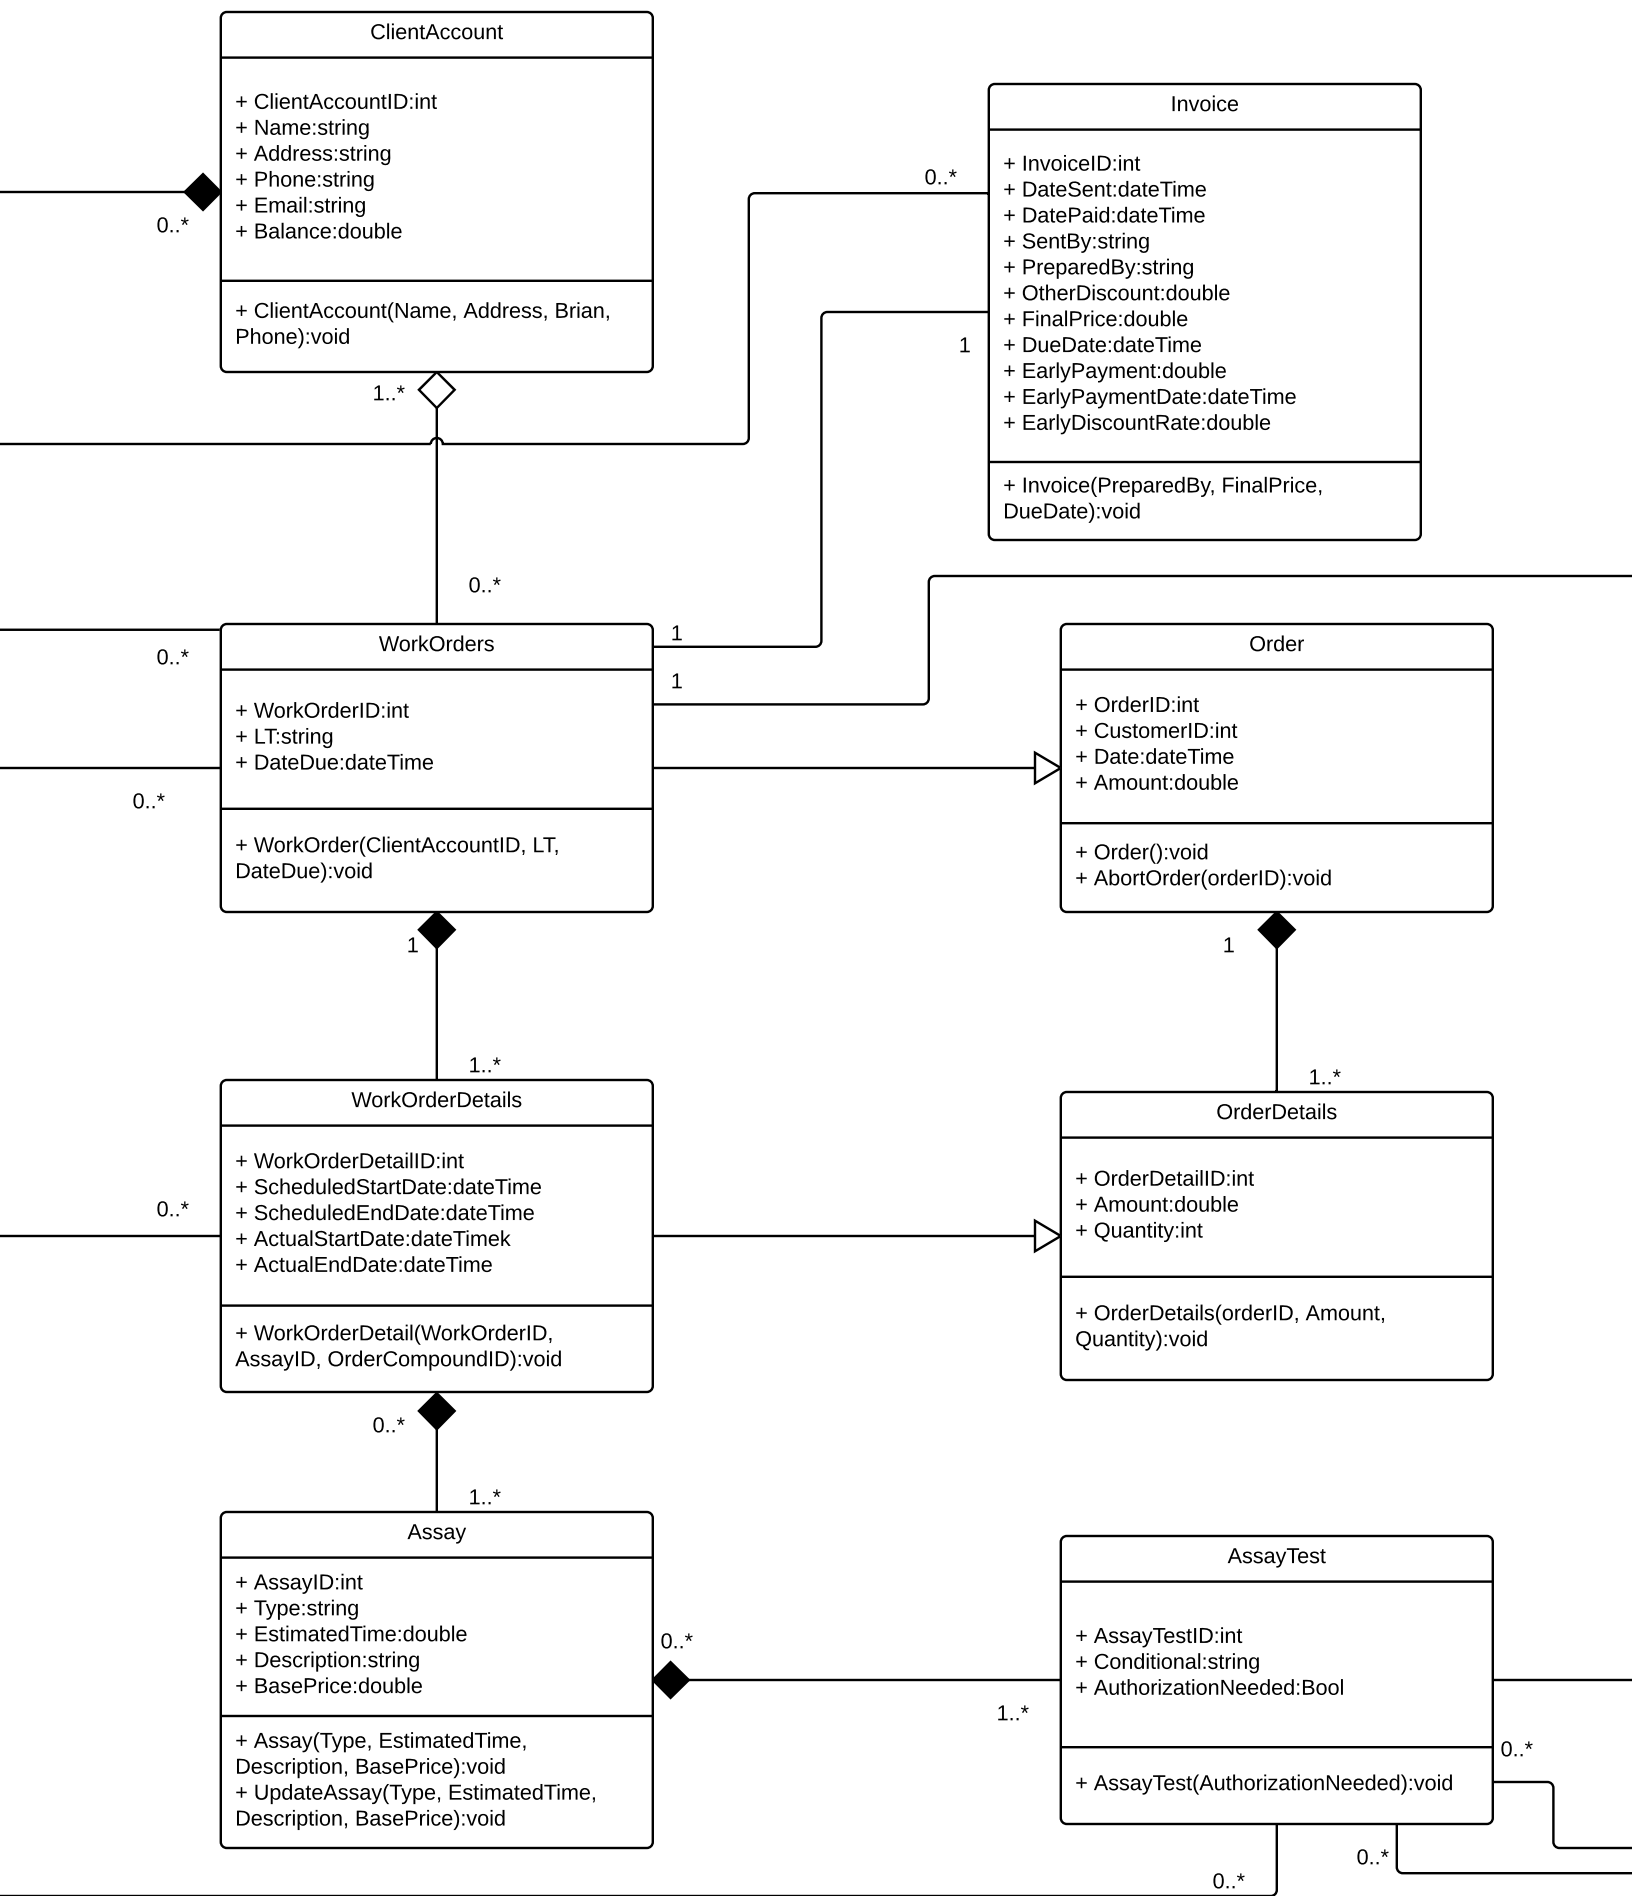 ClientAccount
+ ClientAccountID:int
+ Name:string
+ Address:string
+ Phone:string
+ Email:string
+ Balance:double
0..*
+ ClientAccount(Name, Address, Brian,
Phone):void
1..*
0..*
Invoice
+ InvoiceID:int
+ DateSent:dateTime
+ DatePaid:dateTime
+ SentBy:string
+ PreparedBy:string
+ OtherDiscount:double
+ FinalPrice:double
+ DueDate:dateTime
+ EarlyPayment:double
+ EarlyPaymentDate:dateTime
+ EarlyDiscountRate:double
0..*
1
+ Invoice(PreparedBy, FinalPrice,
DueDate):void
WorkOrders
0..*
1
1
+ WorkOrderID:int
+ LT:string
+ DateDue:dateTime
0..*
+ WorkOrder(ClientAccountID, LT,
DateDue):void
1
1..*
Order
+ OrderID:int
+ CustomerID:int
+ Date:dateTime
+ Amount:double
+ Order():void
+ AbortOrder(orderID):void
1
1..*
WorkOrderDetails
+ WorkOrderDetailID:int
+ ScheduledStartDate:dateTime
+ ScheduledEndDate:dateTime
+ ActualStartDate:dateTimek
+ ActualEndDate:dateTime
0..*
+ WorkOrderDetail(WorkOrderID,
AssayID, OrderCompoundID):void
0..*
1..*
OrderDetails
+ OrderDetailID:int
+ Amount:double
+ Quantity:int
+ OrderDetails(orderID, Amount,
Quantity):void
Assay
+ AssayID:int
+ Type:string
+ EstimatedTime:double
+ Description:string
+ BasePrice:double
+ Assay(Type, EstimatedTime,
Description, BasePrice):void
+ UpdateAssay(Type, EstimatedTime,
Description, BasePrice):void
0..*
1..*
AssayTest
+ AssayTestID:int
+ Conditional:string
+ AuthorizationNeeded:Bool
+ AssayTest(AuthorizationNeeded):void
0..*
0..*
0..*